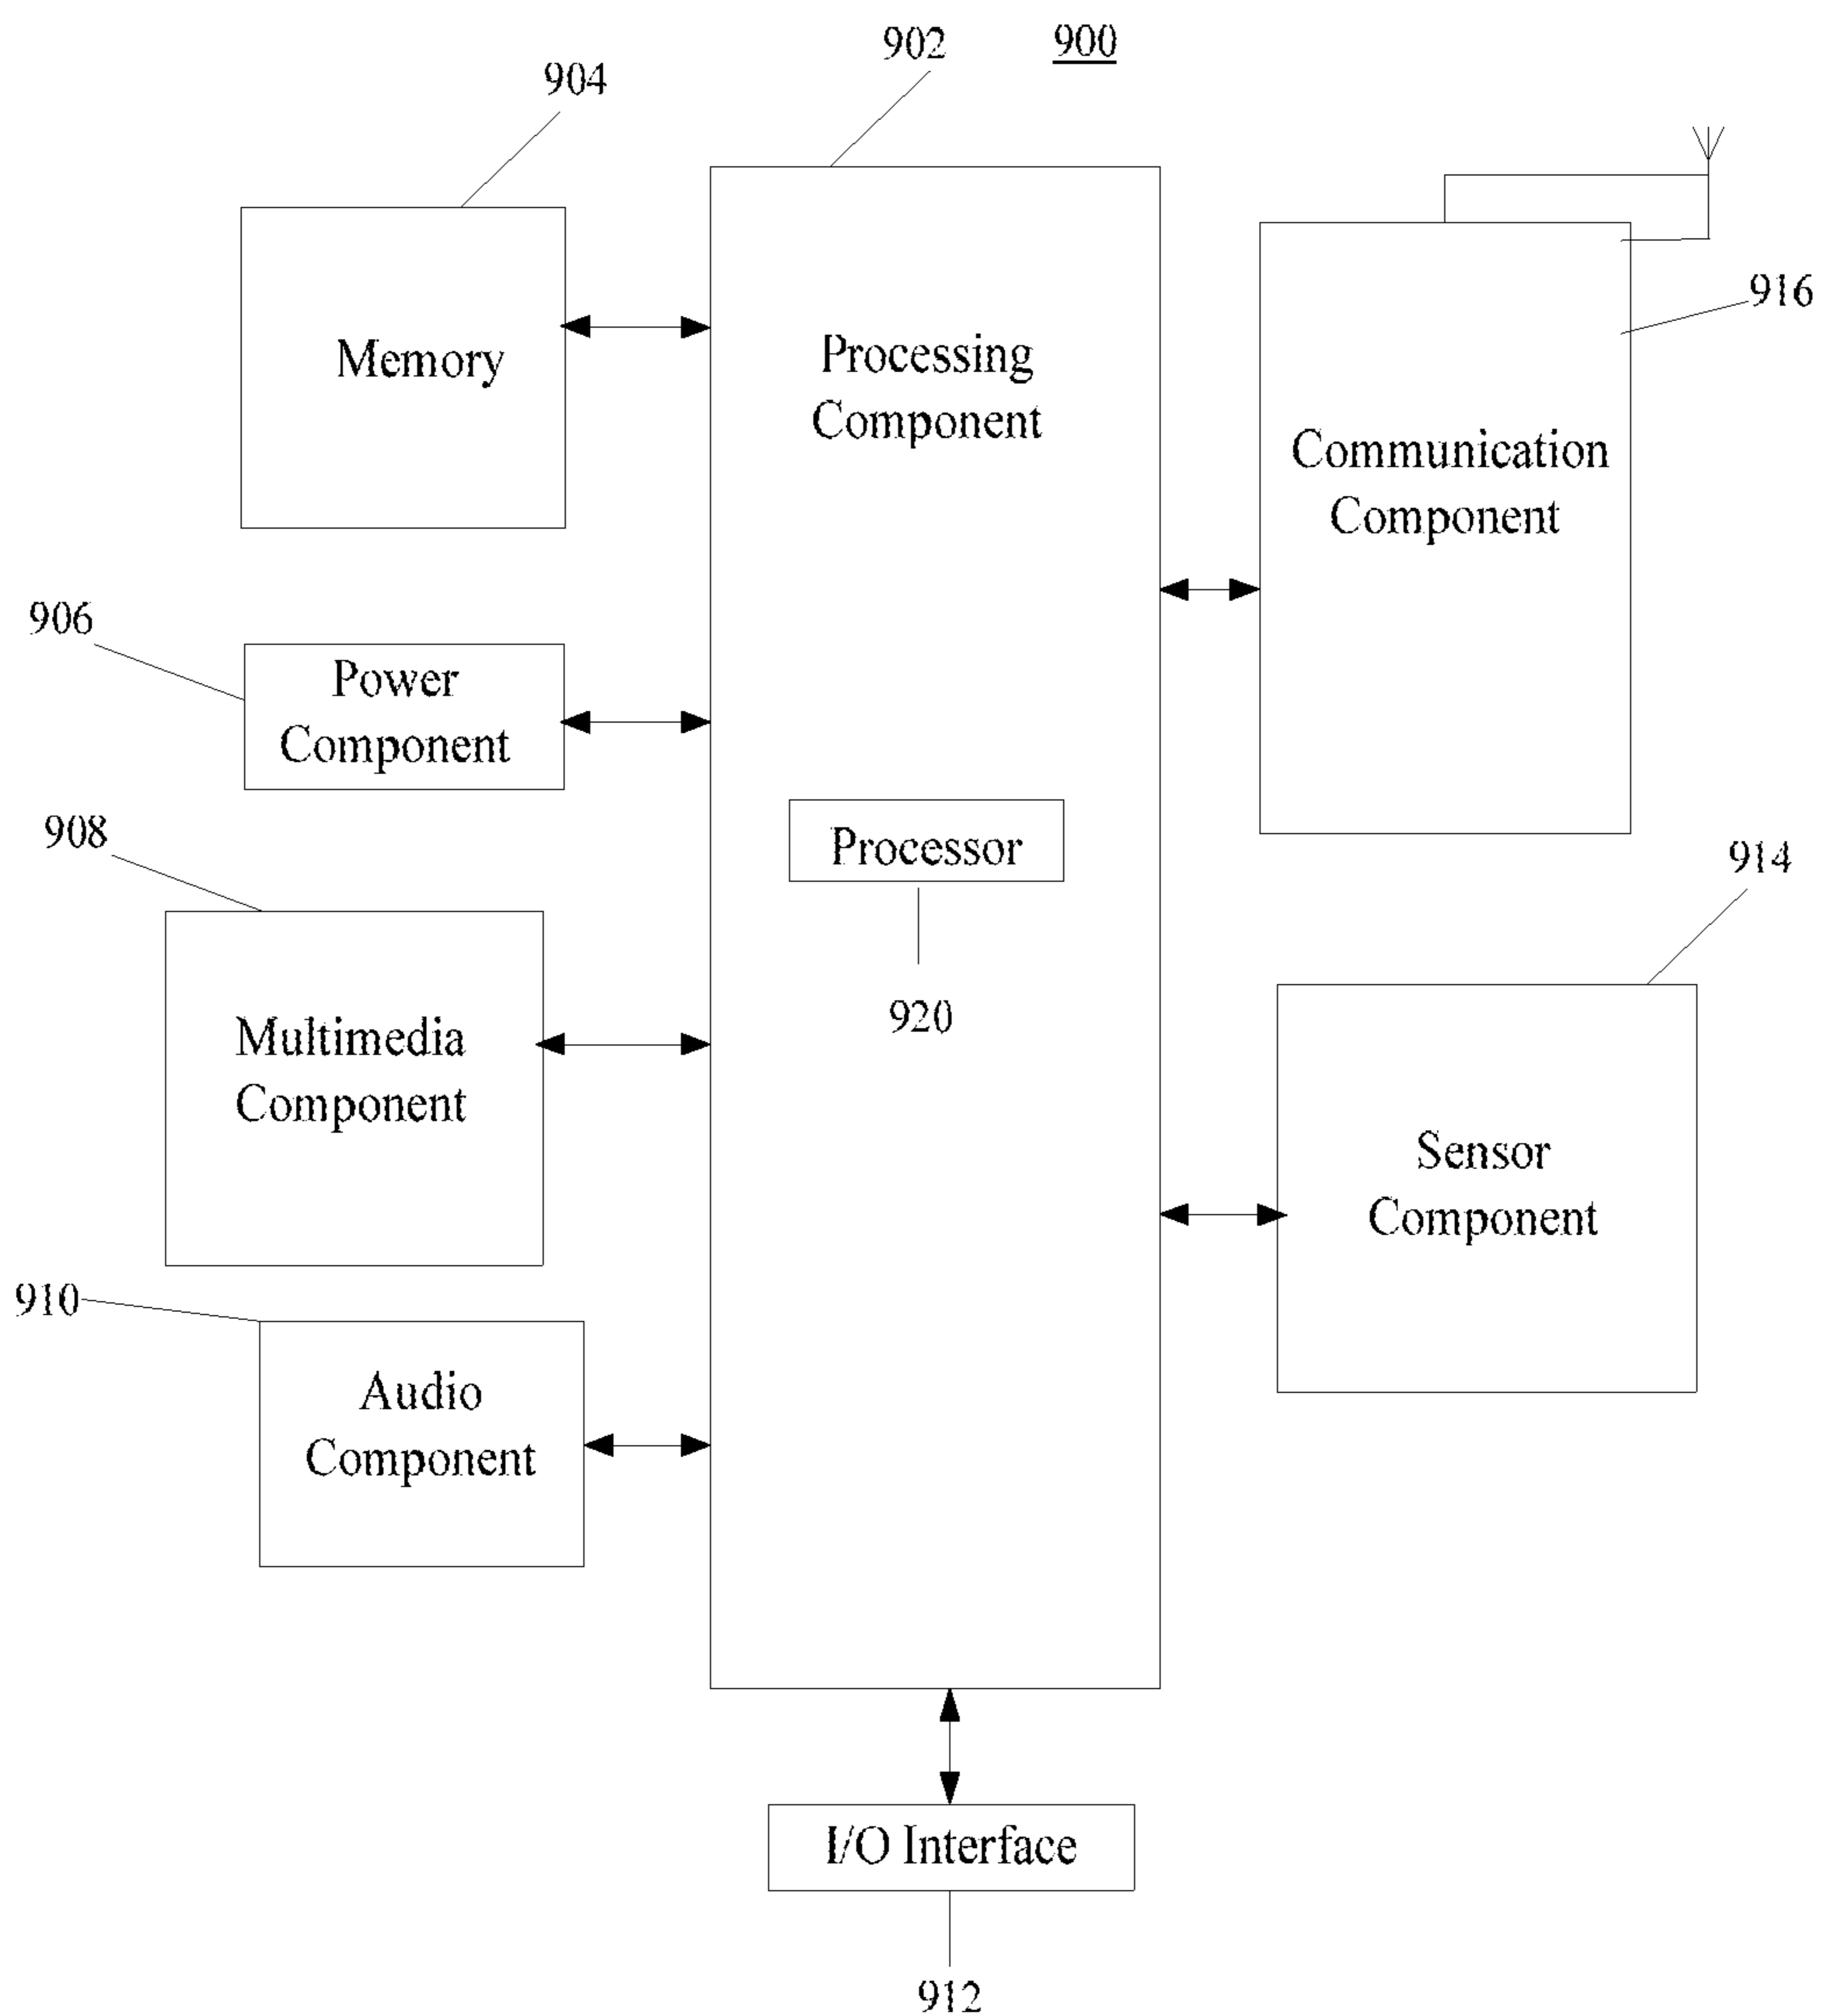 902
900
904
916
Memory
Processing
Component
Communication
Component
906
Power
Component
908
Processor
914
920
Multimedia
Component
Sensor
Component
910
Audio
Component
I/O Interface
912